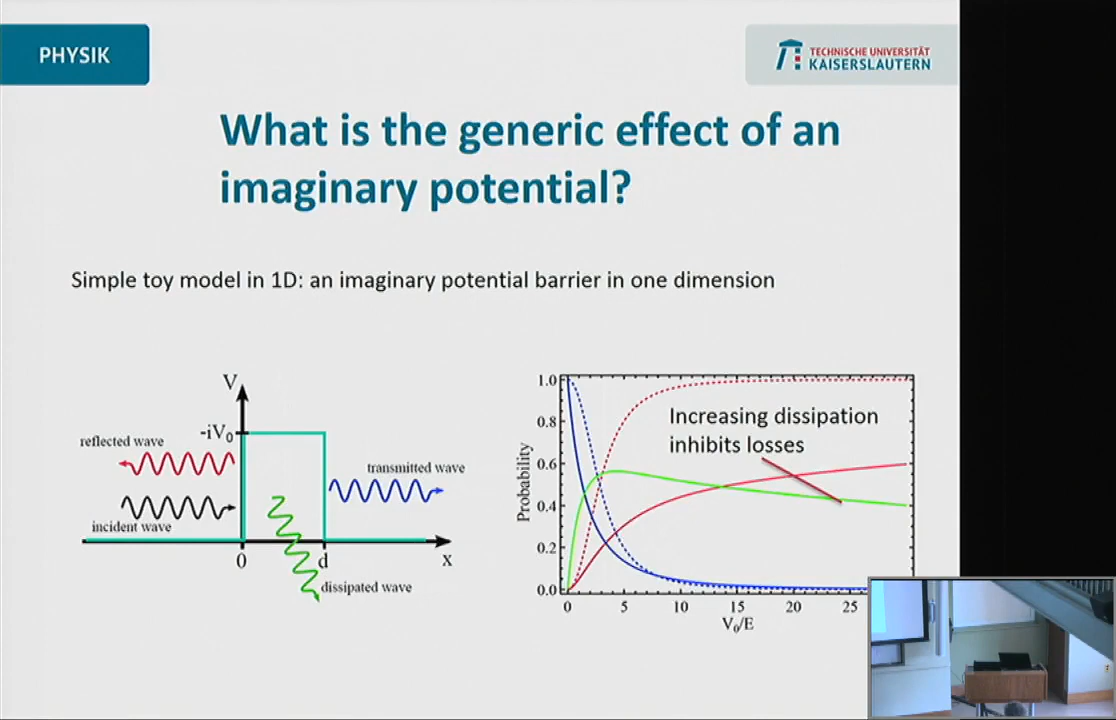 PHYSIK
TECHNISCHE UNIVERSITÄT
KAISERSLAUTERN
What is the generic effect of an
imaginary potential?
Simple toy model in 1D: an imaginary potential barrier in one dimension
V
-iV₀
reflected wave
transmitted wave
incident wave
0
d
x
dissipated wave
Increasing dissipation
inhibits losses
Probability
1.0
0.8
0.6
0.4
0.2
0.0
0
5
10
15
20
25
V₀/E